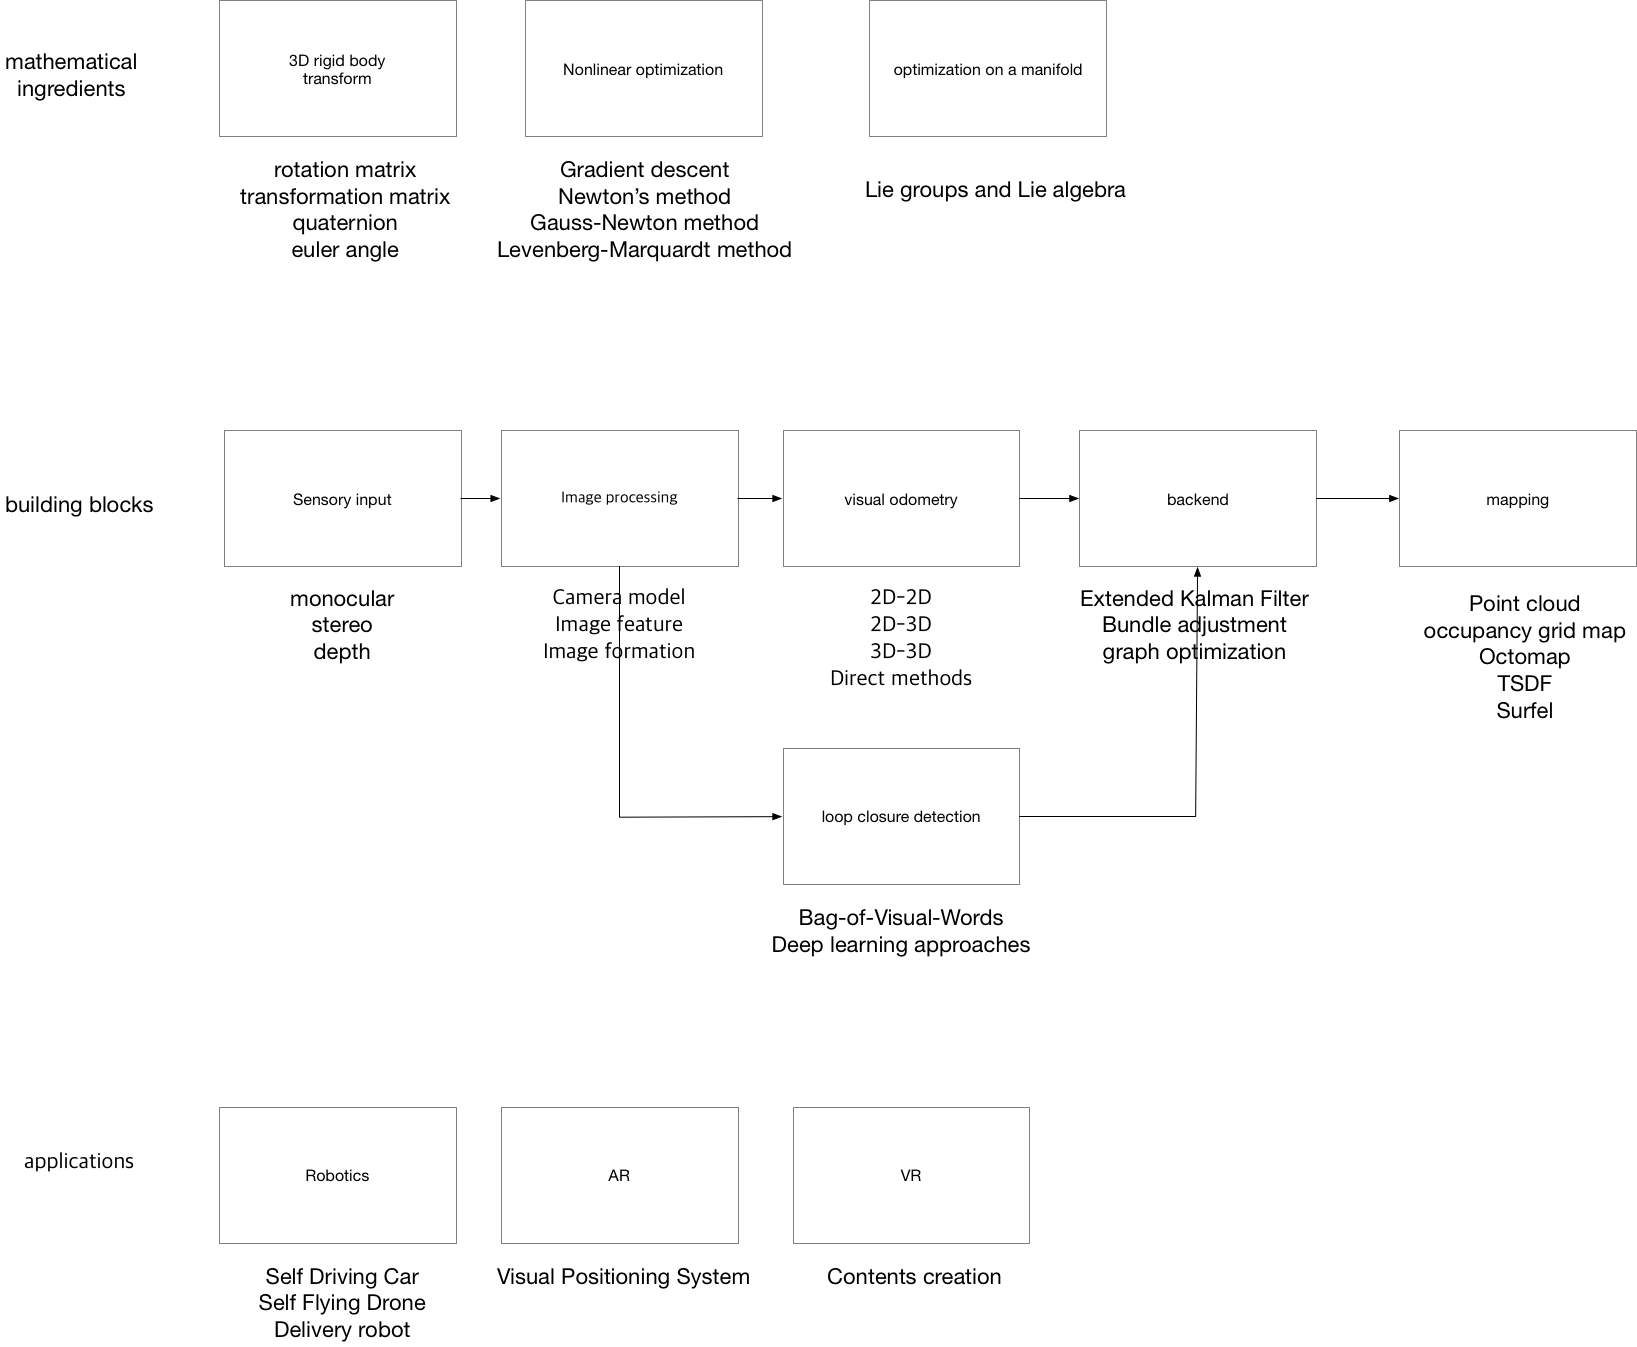 mathematical
ingredients
3D rigid body
transform
Nonlinear optimization
optimization on a manifold
rotation matrix
transformation matrix
quaternion
euler angle
Gradient descent
Newton’s method
Gauss-Newton method
Levenberg-Marquardt method
Lie groups and Lie algebra
building blocks
Sensory input
Image processing
visual odometry
backend
mapping
monocular
stereo
depth
Camera model
Image feature
Image formation
2D-2D
2D-3D
3D-3D
Direct methods
Extended Kalman Filter
Bundle adjustment
graph optimization
Point cloud
occupancy grid map
Octomap
TSDF
Surfel
loop closure detection
Bag-of-Visual-Words
Deep learning approaches
applications
Robotics
AR
VR
Self Driving Car
Self Flying Drone
Delivery robot
Visual Positioning System
Contents creation